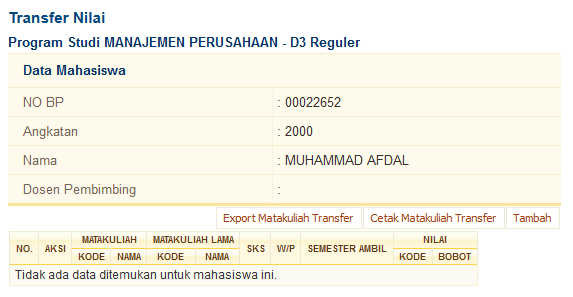 Transfer Nilai
Program Studi MANAJEMEN PERUSAHAAN - D3 Reguler
Data Mahasiswa
NO BP : 00022652
Angkatan : 2000
Nama : MUHAMMAD AFDAL
Dosen Pembimbing :
Export Matakuliah Transfer Cetak Matakuliah Transfer Tambah
NO. AKSI MATAKULIAH MATAKULIAH LAMA SKS W/P SEMESTER AMBIL NILAI
KODE NAMA KODE NAMA KODE BOBOT
Tidak ada data ditemukan untuk mahasiswa ini.